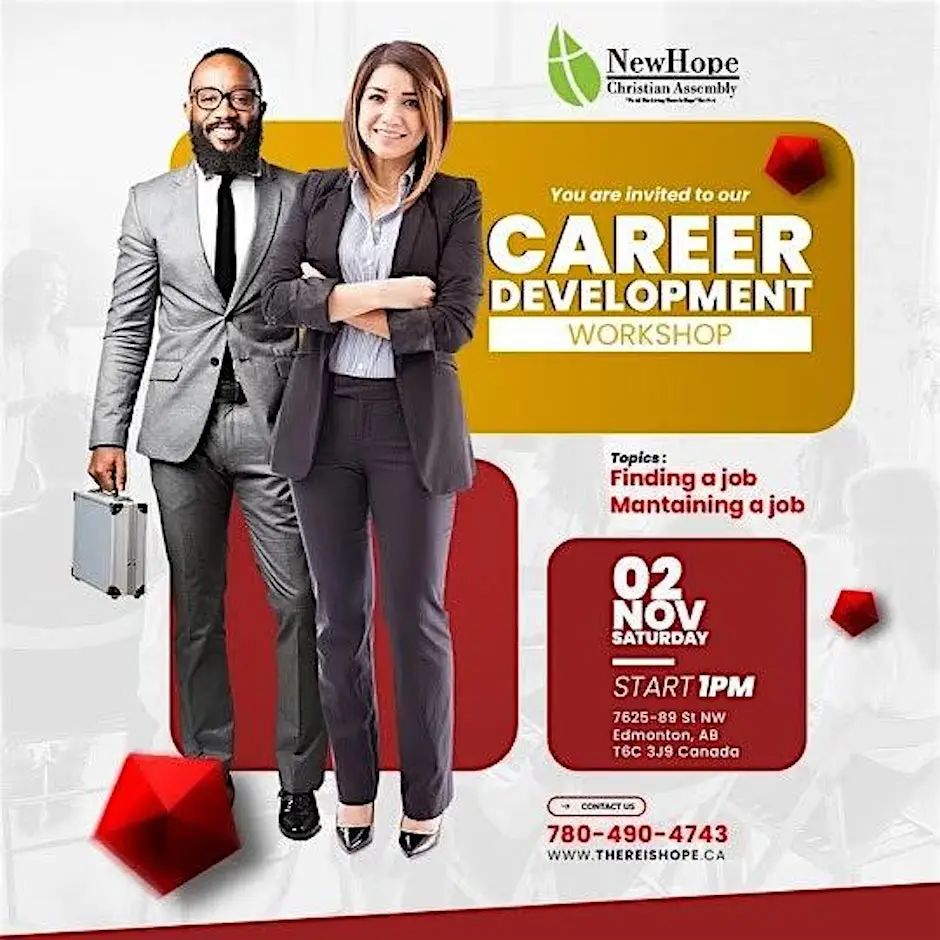 NewHope
Christian Assembly
You are invited to our
CAREER
DEVELOPMENT
WORKSHOP
Topics :
Finding a job
Mantaining a job
02
NOV
SATURDAY
START 1PM
7625-89 St NW
Edmonton, AB
T6C 3J9 Canada
CONTACT US
780-490-4743
WWW.THEREISHOPE.CA